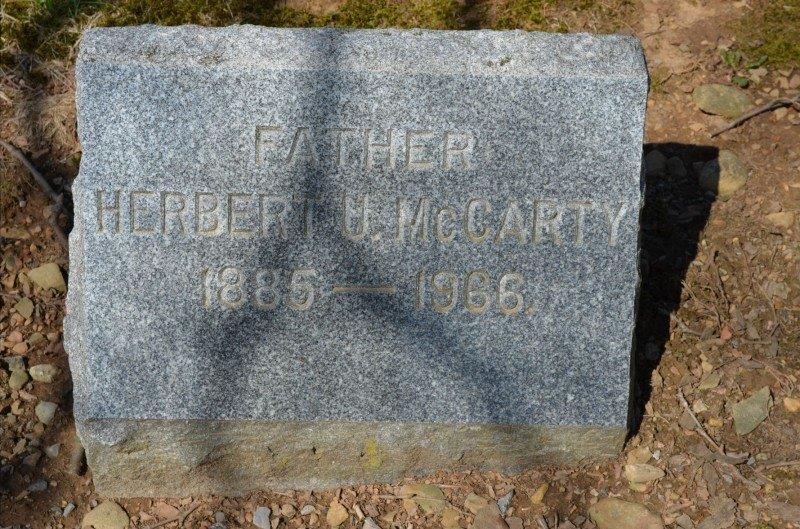 FATHER
HERBERT U. McCARTY
1885 — 1966.